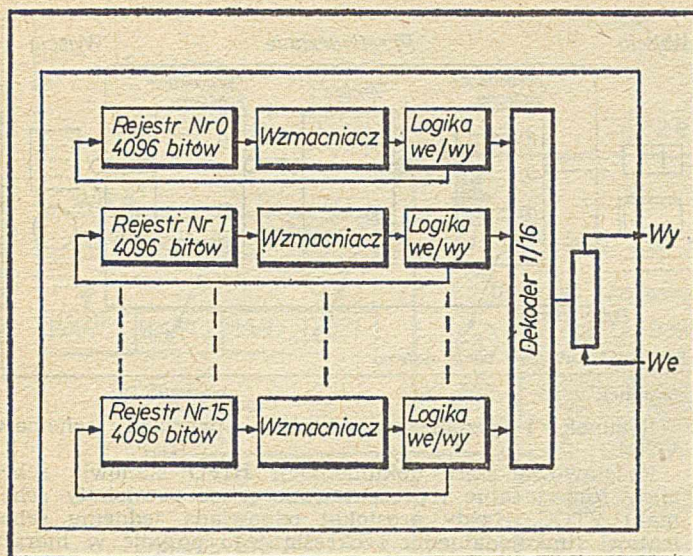 Rejestr Nr 0
4096 bitów
Wzmacniacz
Logika
we/wy
Rejestr Nr 1
4096 bitów
Wzmacniacz
Logika
we/wy
Rejestr Nr 15
4096 bitów
Wzmacniacz
Logika
we/wy
Dekoder 1/16
Wy
We